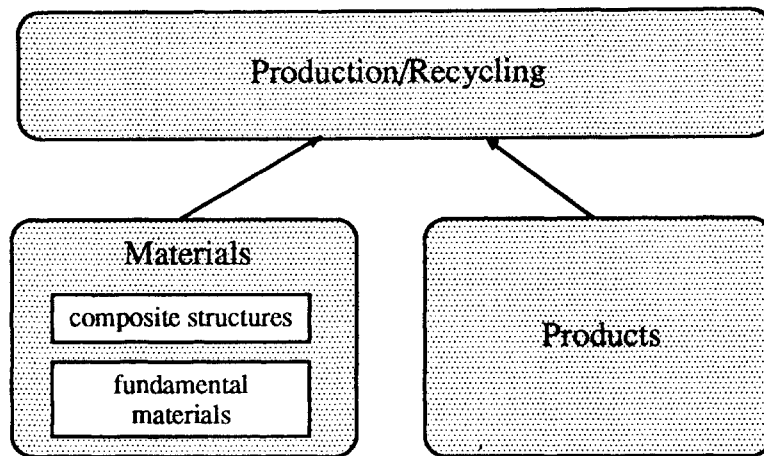 Production/Recycling
Materials
composite structures
fundamental
materials
Products